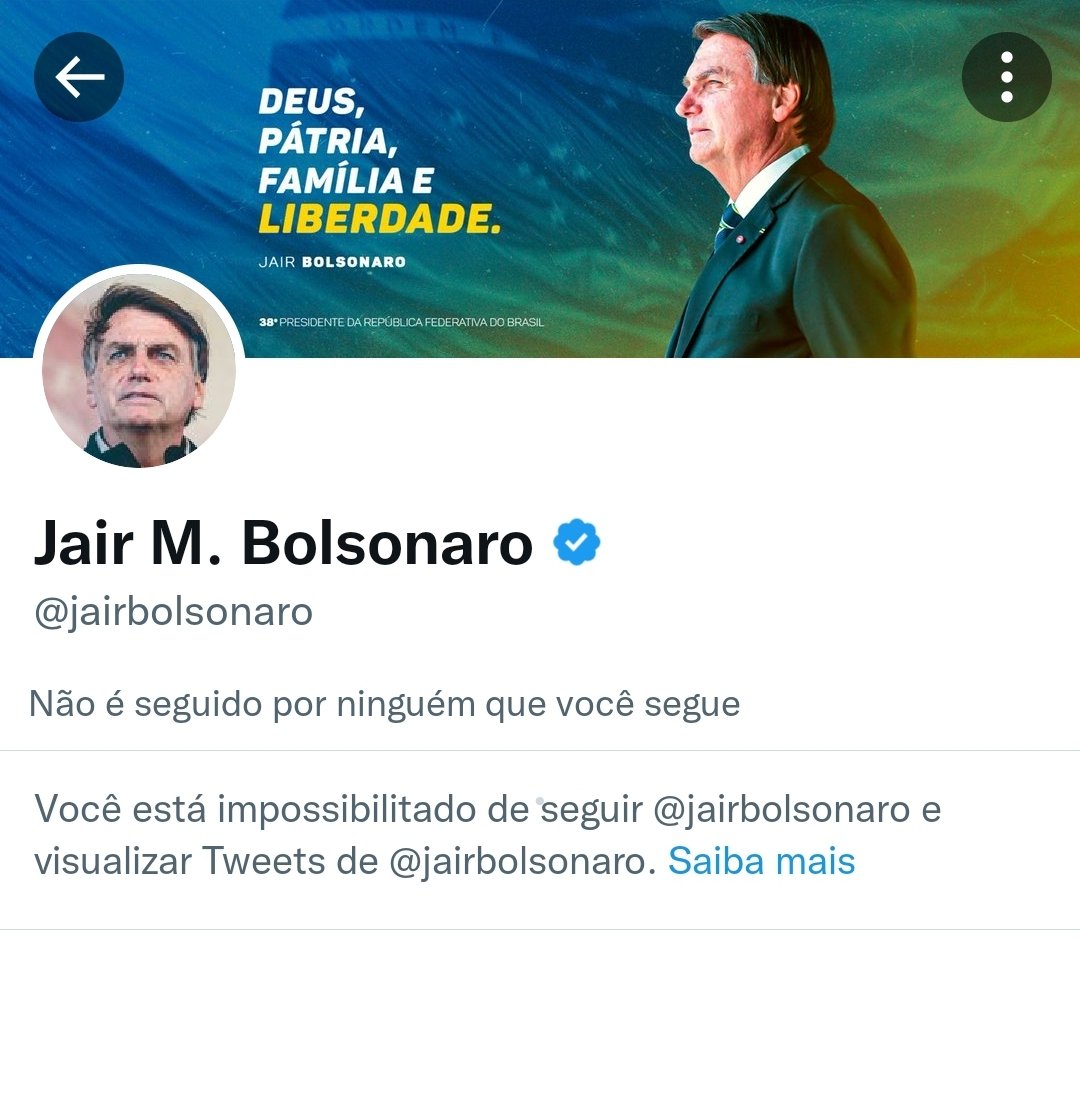 DEUS,
PÁTRIA,
FAMÍLIA E
LIBERDADE.
JAIR BOLSONARO
38º PRESIDENTE DA REPÚBLICA FEDERATIVA DO BRASIL
Jair M. Bolsonaro
@jairbolsonaro
Não é seguido por ninguém que você segue
Você está impossibilitado de seguir @jairbolsonaro e
visualizar Tweets de @jairbolsonaro. Saiba mais